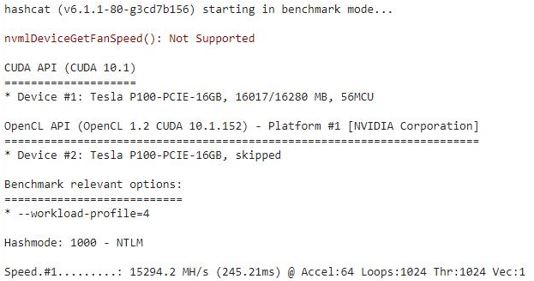 hashcat (v6.1.1-80-g3cd7b156) starting in benchmark mode...
nvmlDeviceGetFanSpeed(): Not Supported
CUDA API (CUDA 10.1)
====================
* Device #1: Tesla P100-PCIE-16GB, 16017/16280 MB, 56MCU
OpenCL API (OpenCL 1.2 CUDA 10.1.152) - Platform #1 [NVIDIA Corporation]
========================================================================
* Device #2: Tesla P100-PCIE-16GB, skipped
Benchmark relevant options:
===========================
* --workload-profile=4
Hashmode: 1000 - NTLM
Speed.#1.........: 15294.2 MH/s (245.21ms) @ Accel:64 Loops:1024 Thr:1024 Vec:1